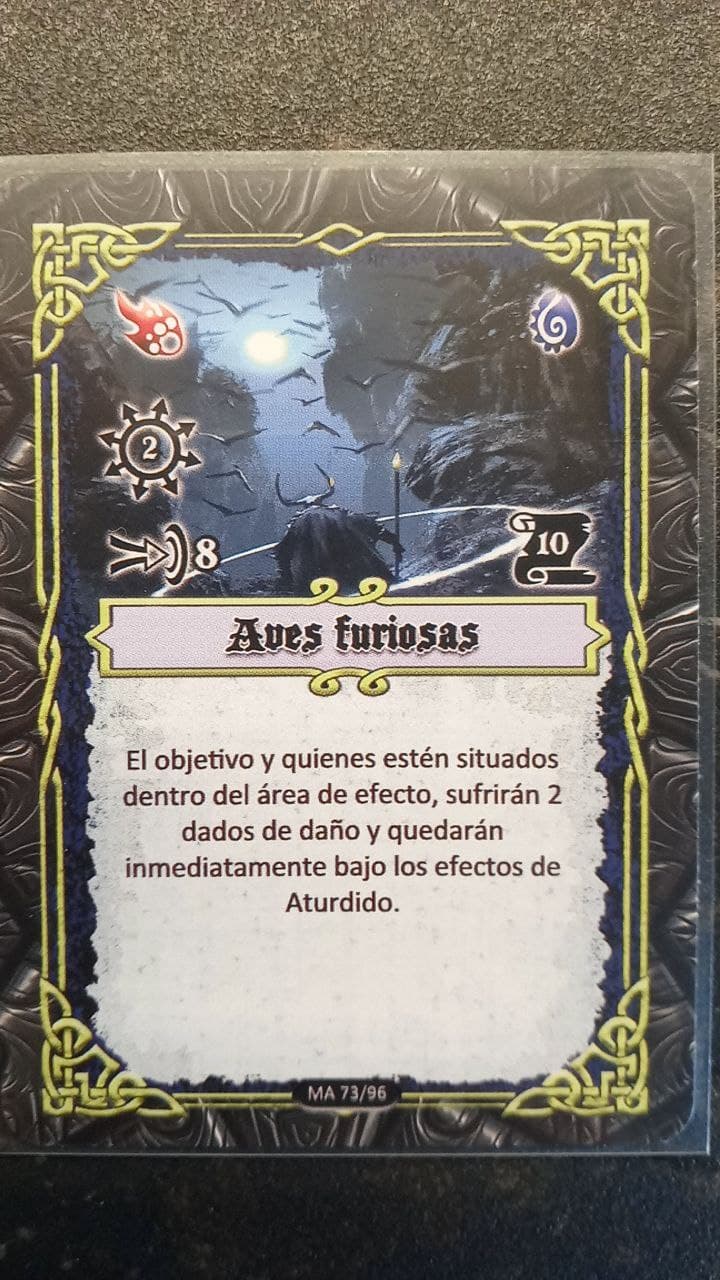 2
8
10
Aves furiosas
El objetivo y quienes estén situados
dentro del área de efecto, sufrirán 2
dados de daño y quedarán
inmediatamente bajo los efectos de
Aturdido.
MA 73/96